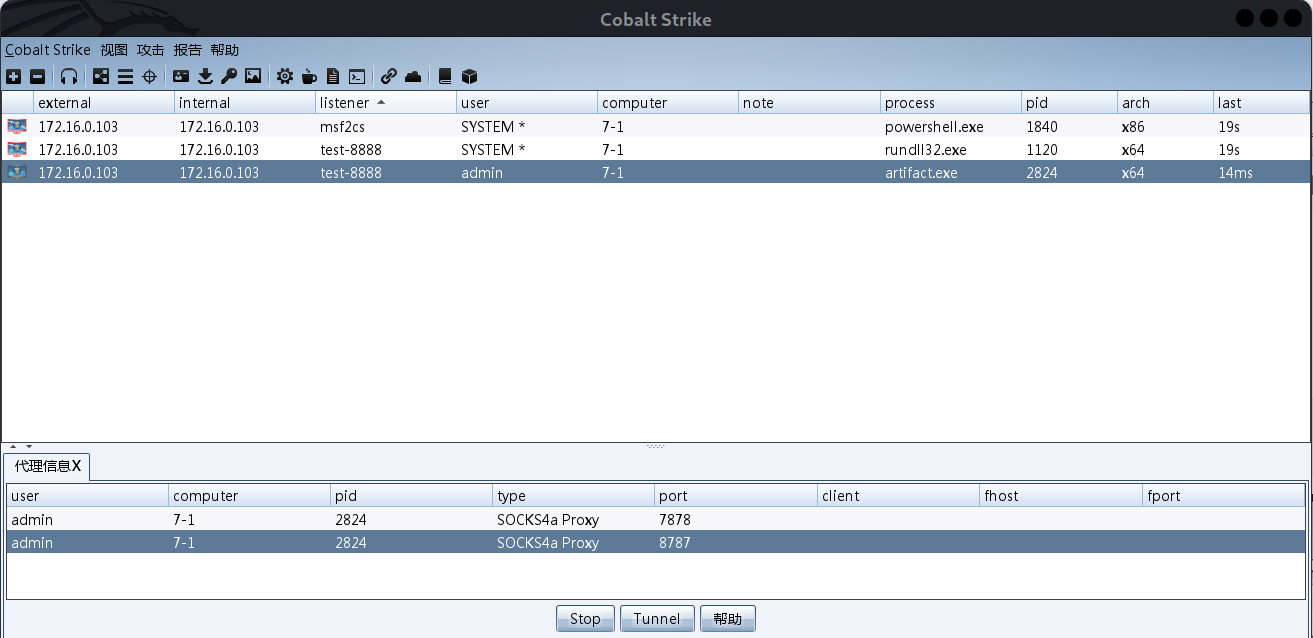 Cobalt Strike
Cobalt Strike 视图 攻击 报告 帮助
external internal listener user computer note process pid arch last
172.16.0.103 172.16.0.103 msf2cs SYSTEM * 7-1 powershell.exe 1840 x86 19s
172.16.0.103 172.16.0.103 test-8888 SYSTEM * 7-1 rundll32.exe 1120 x64 19s
172.16.0.103 172.16.0.103 test-8888 admin 7-1 artifact.exe 2824 x64 14ms
代理信息X
user computer pid type port client fhost fport
admin 7-1 2824 SOCKS4a Proxy 7878
admin 7-1 2824 SOCKS4a Proxy 8787
Stop Tunnel 帮助